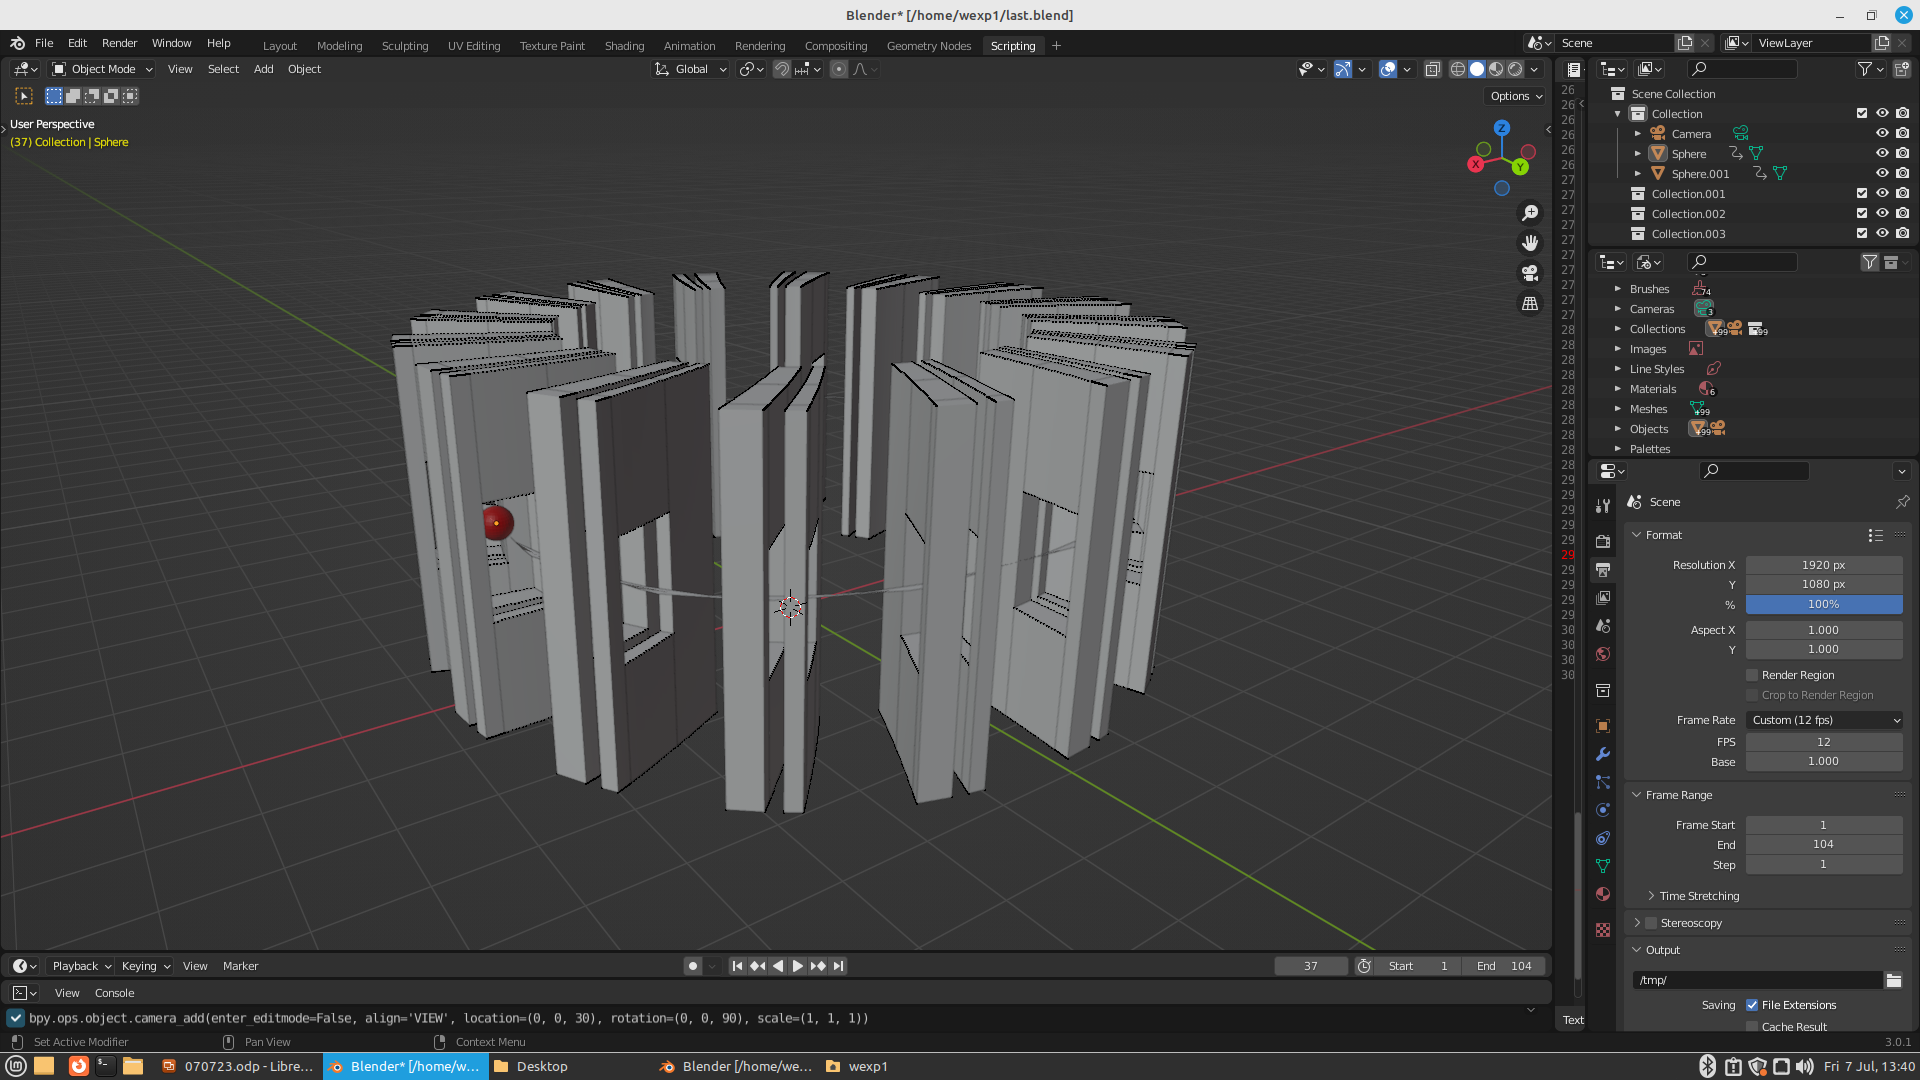 Blender* [/home/wexp1/last.blend]
File Edit Render Window Help Layout Modeling Sculpting UV Editing Texture Paint Shading Animation Rendering Compositing Geometry Nodes Scripting Scene ViewLayer
Object Mode View Select Add Object Global
Options
User Perspective
(37) Collection | Sphere
Z
X
Y
Scene Collection
Collection
Camera
Sphere
Sphere.001
Collection.001
Collection.002
Collection.003
Brushes 74
Cameras 3
Collections +99 +99
Images
Line Styles
Materials 6
Meshes +99
Objects +99
Palettes
Scene
Format
Resolution X 1920 px
Y 1080 px
% 100%
Aspect X 1.000
Y 1.000
Render Region
Crop to Render Region
Frame Rate Custom (12 fps)
FPS 12
Base 1.000
Frame Range
Frame Start 1
End 104
Step 1
Time Stretching
Stereoscopy
Output
/tmp/
Saving File Extensions
Cache Result
Playback Keying View Marker 37 Start 1 End 104
View Console
bpy.ops.object.camera_add(enter_editmode=False, align='VIEW', location=(0, 0, 30), rotation=(0, 0, 90), scale=(1, 1, 1))
Text
Set Active Modifier Pan View Context Menu 3.0.1
070723.odp - Libre... Blender* [/home/w... Desktop Blender [/home/we... wexp1 Fri 7 Jul, 13:40